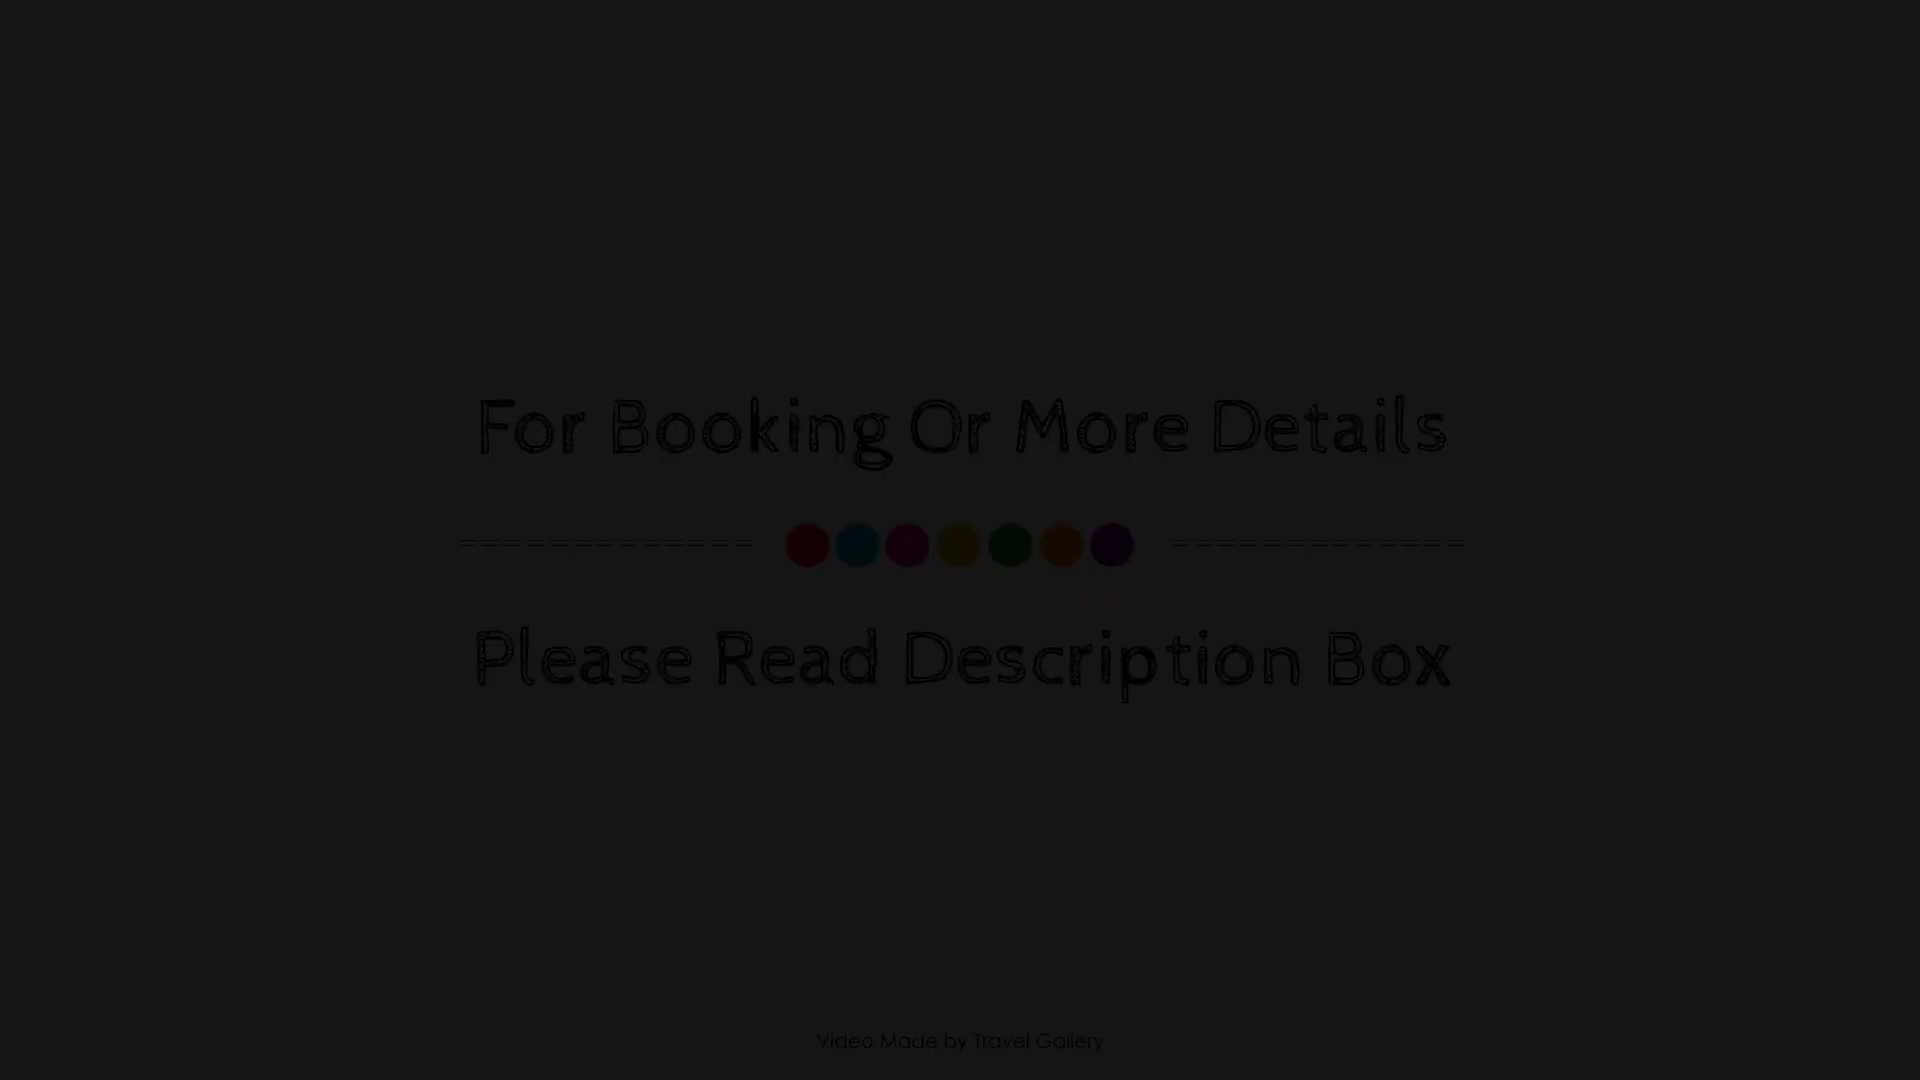 For Booking Or More Details
============= =============
Please Read Description Box
Video Made by Travel Gallery